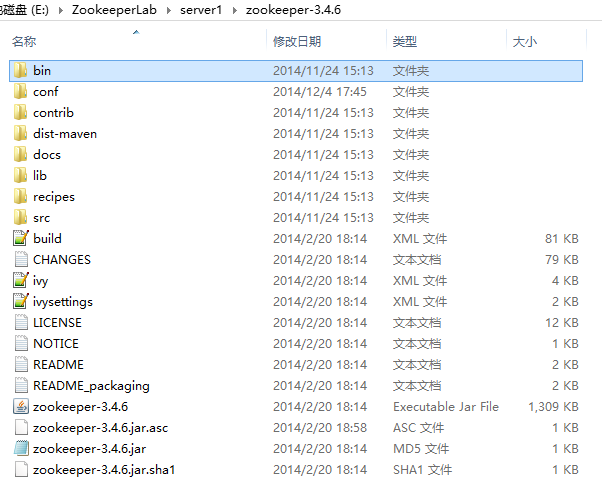 磁盘 (E:) ▸ ZookeeperLab ▸ server1 ▸ zookeeper-3.4.6
名称 修改日期 类型 大小
bin 2014/11/24 15:13 文件夹
conf 2014/12/4 17:45 文件夹
contrib 2014/11/24 15:13 文件夹
dist-maven 2014/11/24 15:13 文件夹
docs 2014/11/24 15:13 文件夹
lib 2014/11/24 15:13 文件夹
recipes 2014/11/24 15:13 文件夹
src 2014/11/24 15:13 文件夹
build 2014/2/20 18:14 XML 文件 81 KB
CHANGES 2014/2/20 18:14 文本文档 79 KB
ivy 2014/2/20 18:14 XML 文件 4 KB
ivysettings 2014/2/20 18:14 XML 文件 2 KB
LICENSE 2014/2/20 18:14 文本文档 12 KB
NOTICE 2014/2/20 18:14 文本文档 1 KB
README 2014/2/20 18:14 文本文档 2 KB
README_packaging 2014/2/20 18:14 文本文档 2 KB
zookeeper-3.4.6 2014/2/20 18:14 Executable Jar File 1,309 KB
zookeeper-3.4.6.jar.asc 2014/2/20 18:58 ASC 文件 1 KB
zookeeper-3.4.6.jar 2014/2/20 18:14 MD5 文件 1 KB
zookeeper-3.4.6.jar.sha1 2014/2/20 18:14 SHA1 文件 1 KB